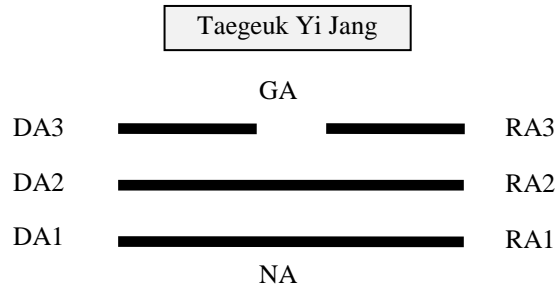 Taegeuk Yi Jang
GA
DA3 RA3
DA2 RA2
DA1 RA1
NA